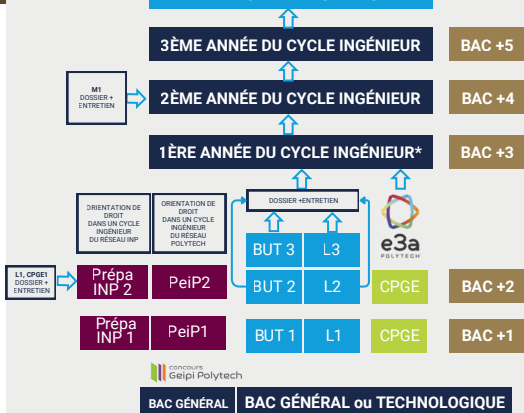 3ÈME ANNÉE DU CYCLE INGÉNIEUR
BAC +5
M1
DOSSIER +
ENTRETIEN
2ÈME ANNÉE DU CYCLE INGÉNIEUR
BAC +4
1ÈRE ANNÉE DU CYCLE INGÉNIEUR*
BAC +3
ORIENTATION DE
DROIT
DANS UN CYCLE
INGÉNIEUR
DU RÉSEAU INP
ORIENTATION DE
DROIT
DANS UN CYCLE
INGÉNIEUR
DU RÉSEAU
POLYTECH
DOSSIER +ENTRETIEN
e3a
POLYTECH
BUT 3
L3
L1, CPGE1
DOSSIER +
ENTRETIEN
Prépa
INP 2
PeiP2
BUT 2
L2
CPGE
BAC +2
Prépa
INP 1
PeiP1
BUT 1
L1
CPGE
BAC +1
concours
Geipi Polytech
BAC GÉNÉRAL
BAC GÉNÉRAL ou TECHNOLOGIQUE